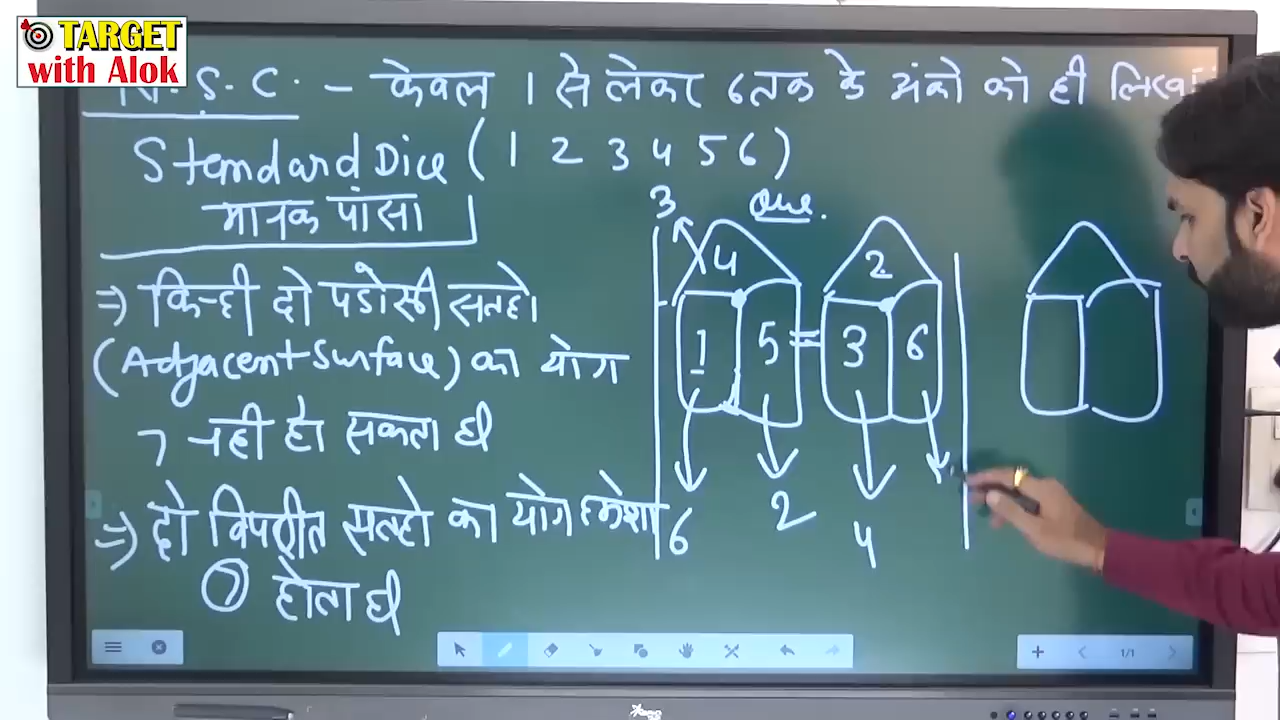 TARGET
with Alok
S. C. - केवल 1 से लेकर 6 तक के अंको को ही
Standard Dice ( 1 2 3 4 5 6 )
मानक पांसा
⇒ किन्ही दो पडोसी सतहो
(Adjacent Surface) का योग
7 नही हो सकता है
⇒ दो विपरीत सतहो का योग हमेशा
7 होता है
3 Que.
4 2
1 5 = 3 6
6 2 4
1/1